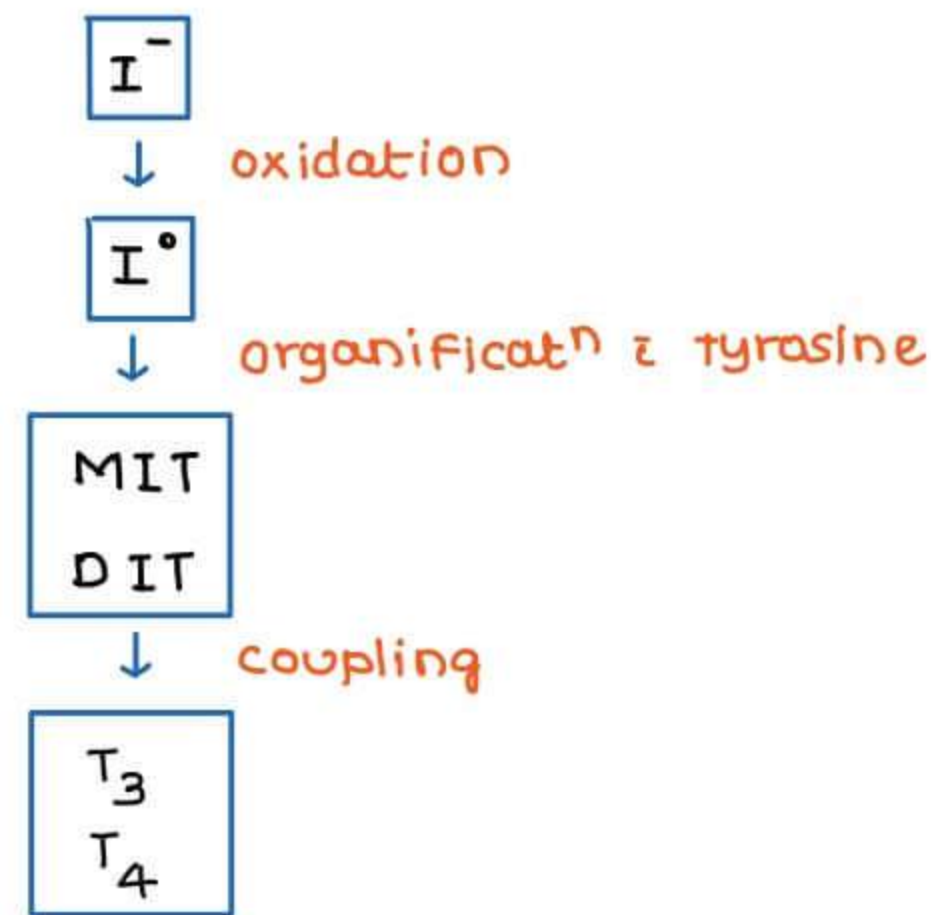 I⁻
↓ oxidation
I°
↓ organificatⁿ c̄ tyrosine
MIT
DIT
↓ coupling
T₃
T₄